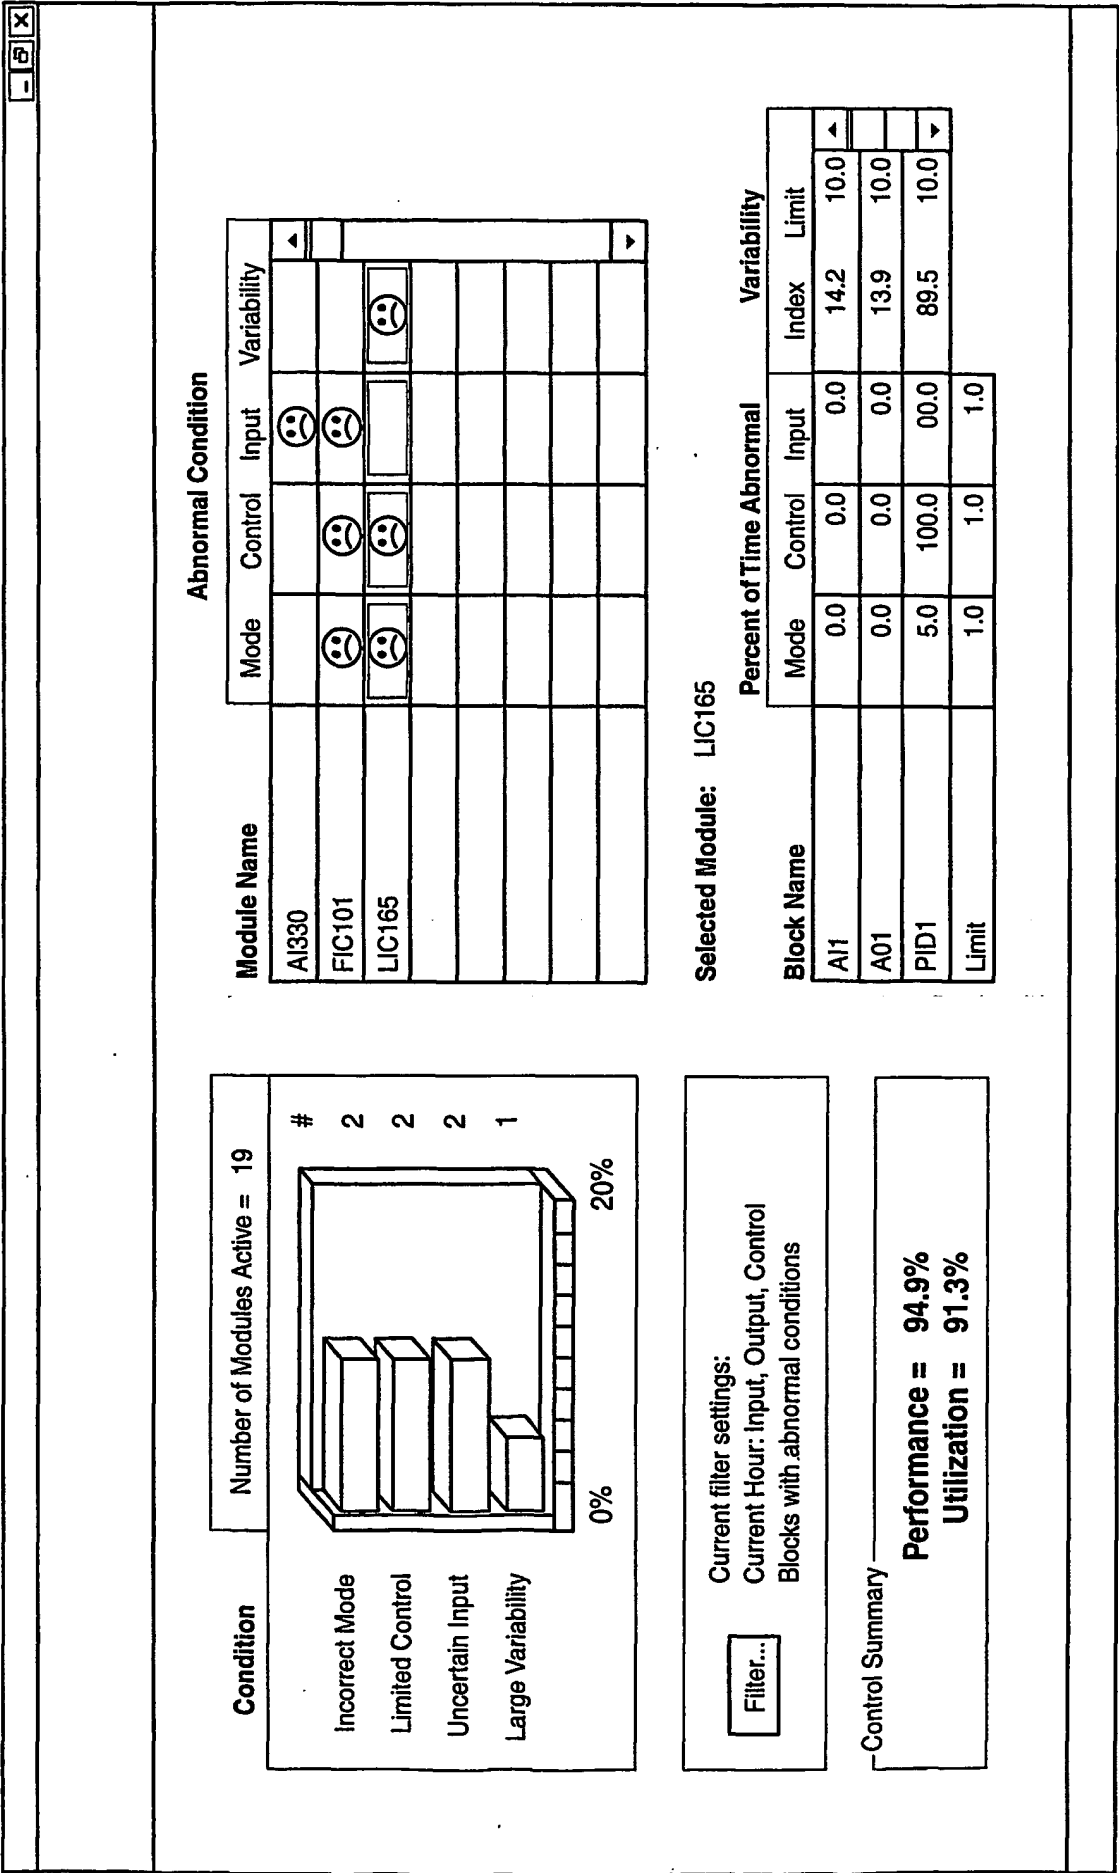 Condition
Number of Modules Active = 19
#
Incorrect Mode 2
Limited Control 2
Uncertain Input 2
Large Variability 1
0% 20%
Filter...
Current filter settings:
Current Hour: Input, Output, Control
Blocks with abnormal conditions
Control Summary
Performance = 94.9%
Utilization = 91.3%
Abnormal Condition
Module Name Mode Control Input Variability
AI330
FIC101
LIC165
Selected Module: LIC165
Percent of Time Abnormal Variability
Block Name Mode Control Input Index Limit
AI1 0.0 0.0 0.0 14.2 10.0
A01 0.0 0.0 0.0 13.9 10.0
PID1 5.0 100.0 00.0 89.5 10.0
Limit 1.0 1.0 1.0